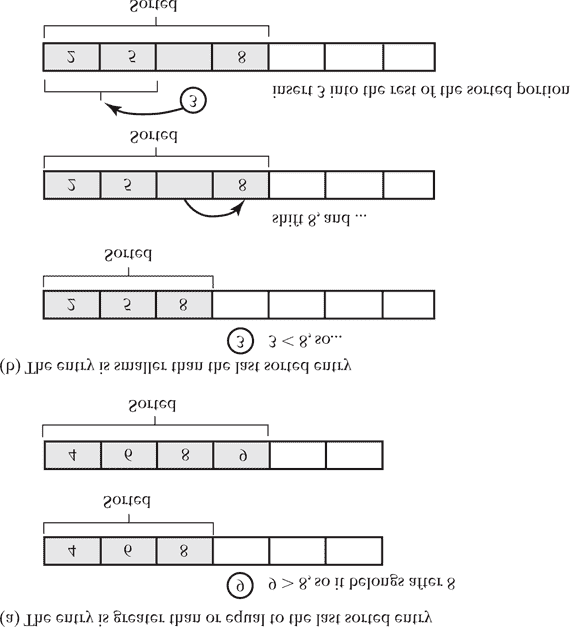 (a) The entry is greater than or equal to the last sorted entry
9 9 > 8, so it belongs after 8
4 6 8
Sorted
4 6 8 9
Sorted
(b) The entry is smaller than the last sorted entry
3 3 < 8, so...
2 5 8
Sorted
shift 8, and ...
2 5 8
Sorted
3 insert 3 into the rest of the sorted portion
2 5 8
Sorted